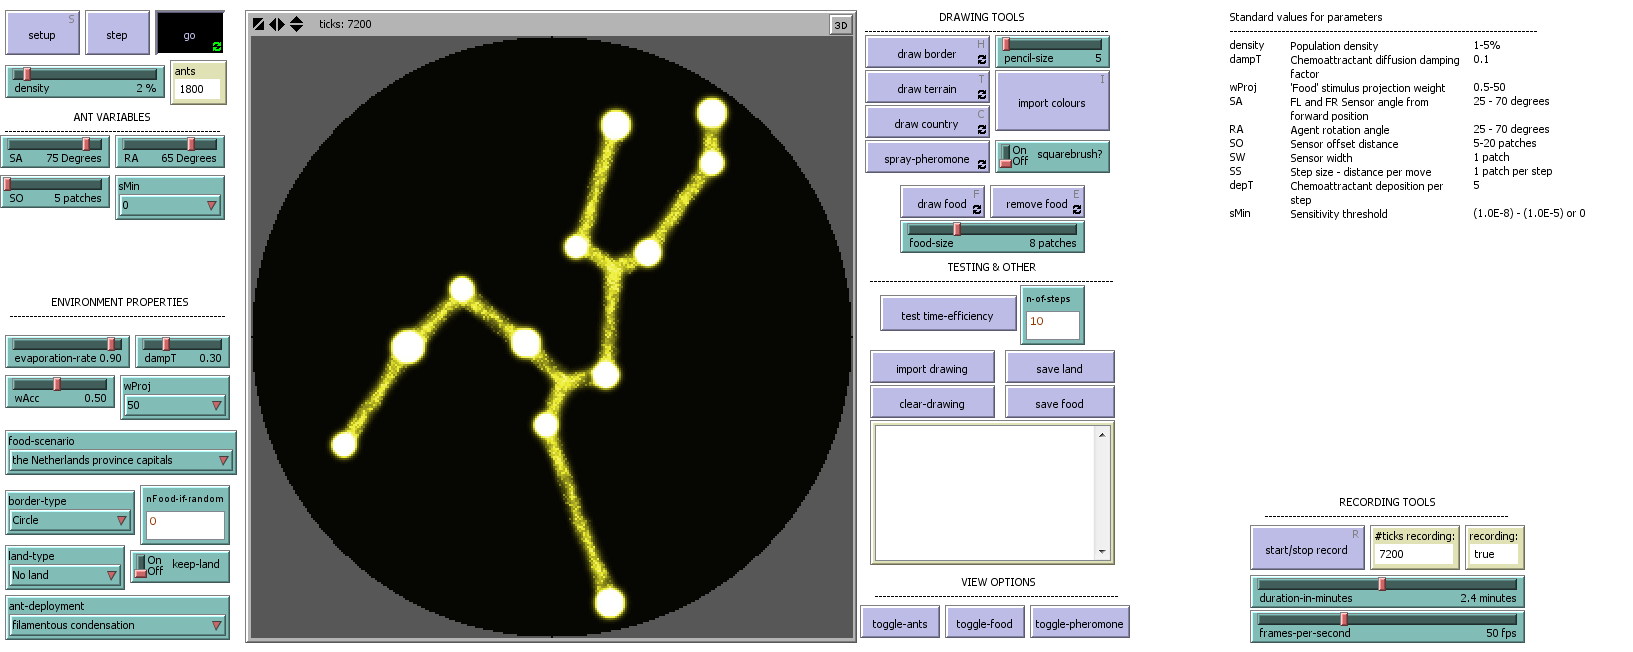 S
setup
step
go
density
2 %
ants
1800
ANT VARIABLES
SA 75 Degrees
RA 65 Degrees
SO 5 patches
sMin
0
ENVIRONMENT PROPERTIES
evaporation-rate 0.90
dampT 0.30
wAcc 0.50
wProj
50
food-scenario
the Netherlands province capitals
border-type
Circle
nFood-if-random
0
land-type
No land
On
Off
keep-land
ant-deployment
filamentous condensation
ticks: 7200
3D
DRAWING TOOLS
draw border H
pencil-size 5
draw terrain T
import colours I
draw country C
spray-pheromone
On
Off
squarebrush?
draw food F
remove food E
food-size 8 patches
TESTING & OTHER
test time-efficiency
n-of-steps
10
import drawing
save land
clear-drawing
save food
VIEW OPTIONS
toggle-ants
toggle-food
toggle-pheromone
Standard values for parameters
density Population density 1-5%
dampT Chemoattractant diffusion damping 0.1
factor
wProj 'Food' stimulus projection weight 0.5-50
SA FL and FR Sensor angle from 25 - 70 degrees
forward position
RA Agent rotation angle 25 - 70 degrees
SO Sensor offset distance 5-20 patches
SW Sensor width 1 patch
SS Step size - distance per move 1 patch per step
depT Chemoattractant deposition per 5
step
sMin Sensitivity threshold (1.0E-8) - (1.0E-5) or 0
RECORDING TOOLS
start/stop record R
#ticks recording:
7200
recording:
true
duration-in-minutes 2.4 minutes
frames-per-second 50 fps